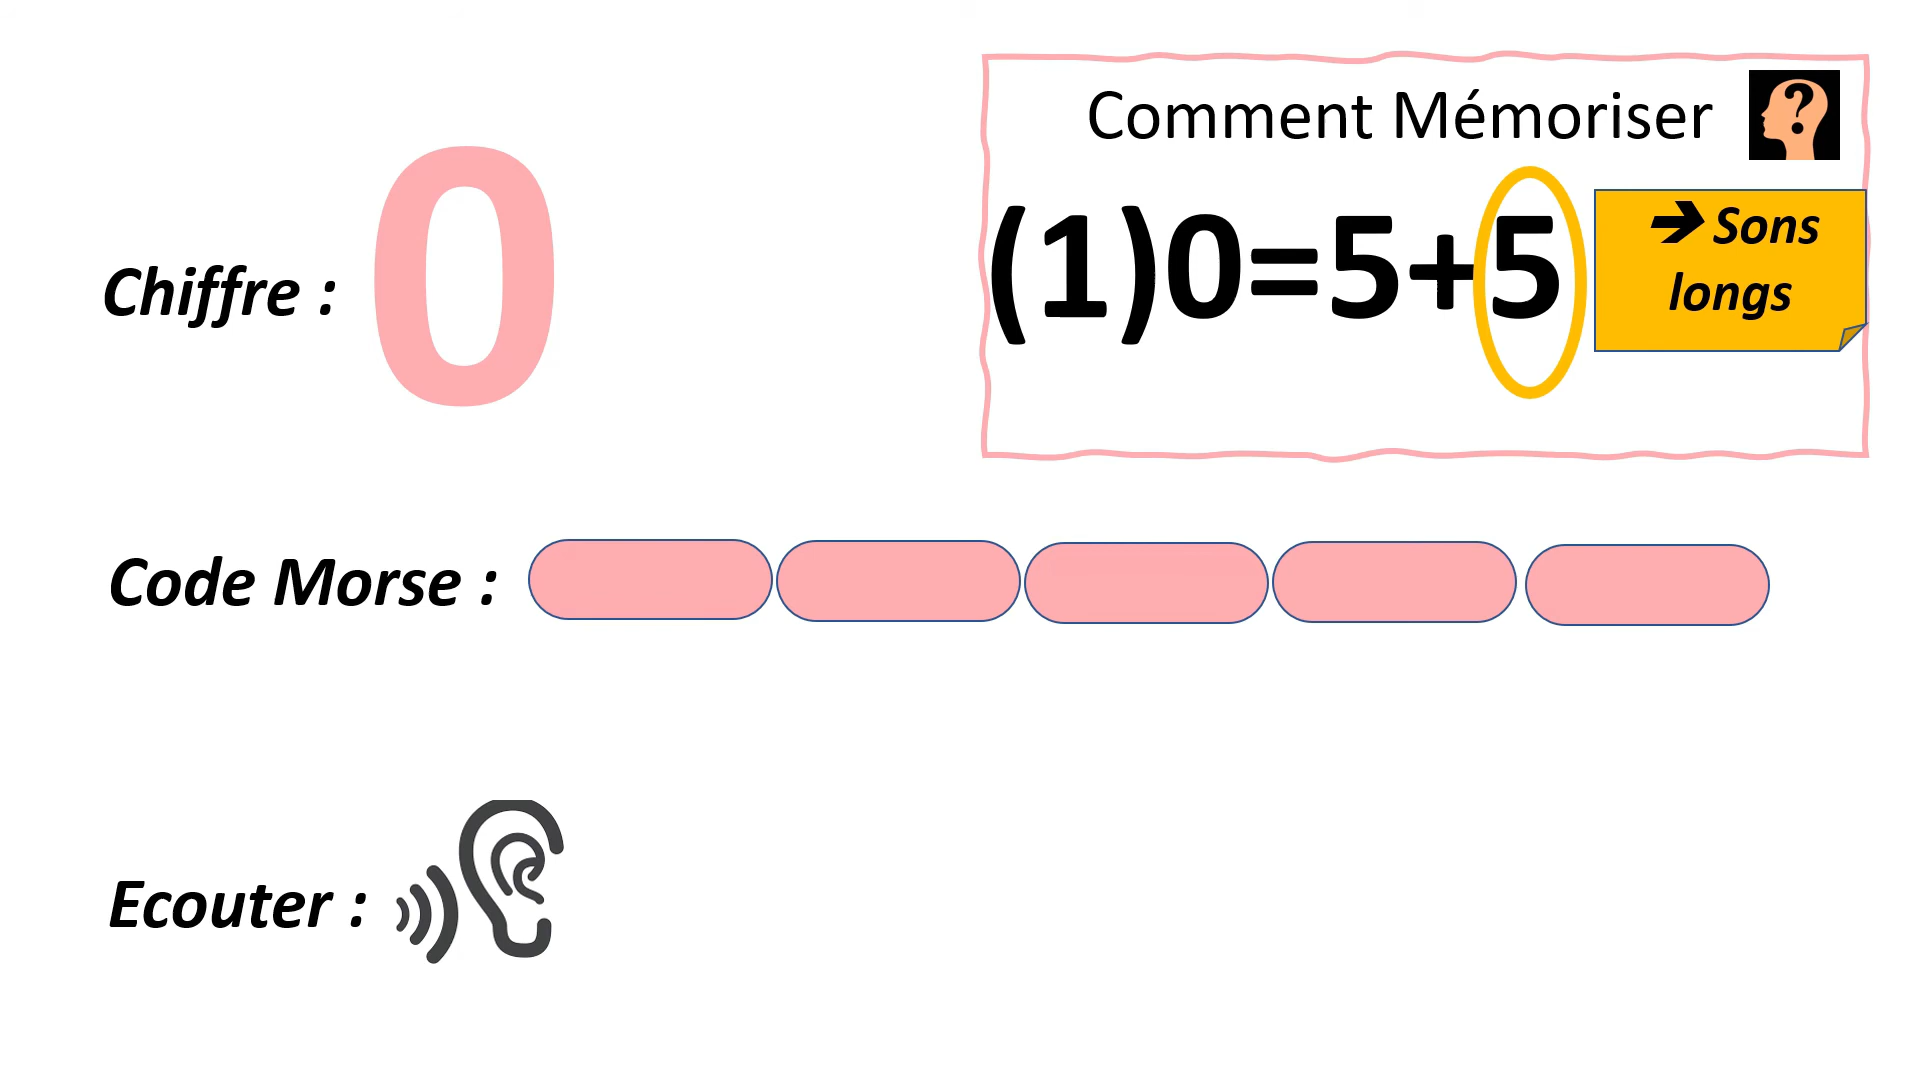 Comment Mémoriser
Chiffre : 0
(1)0=5+5
➔ Sons
longs
Code Morse :
Ecouter :